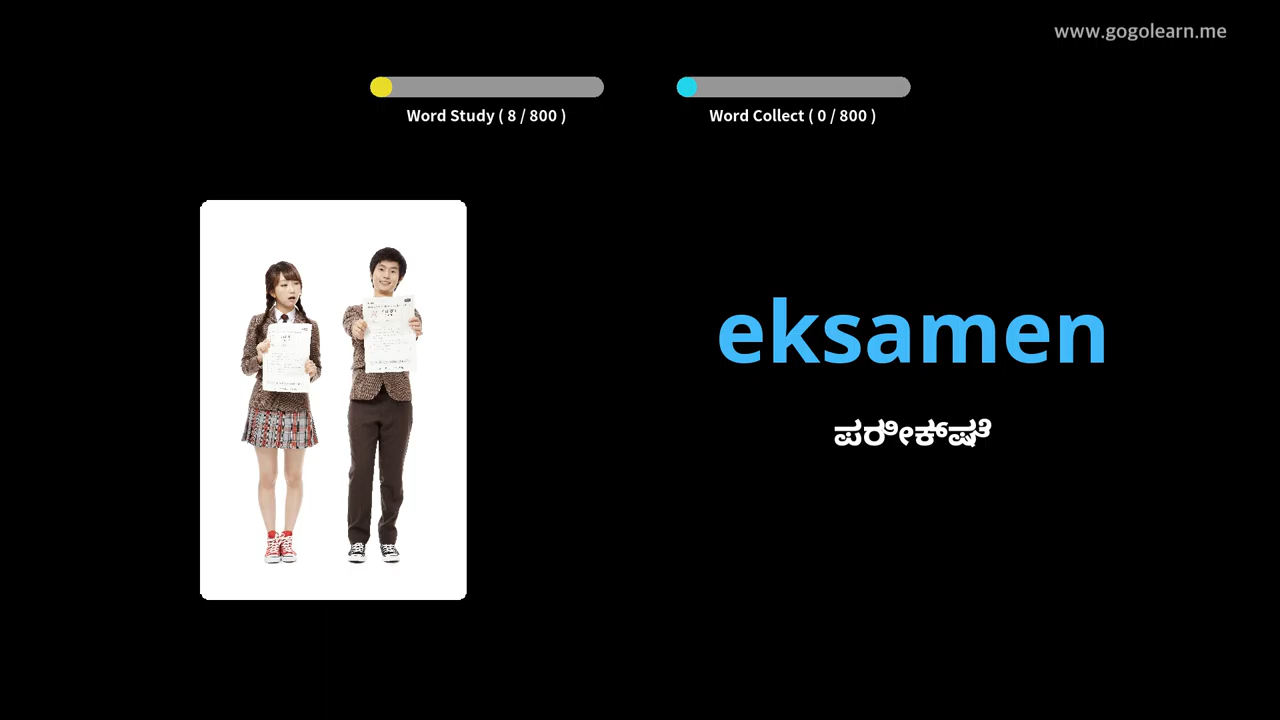 www.gogolearn.me
Word Study ( 8 / 800 )
Word Collect ( 0 / 800 )
eksamen
ಪರೀಕ್ಷೆ